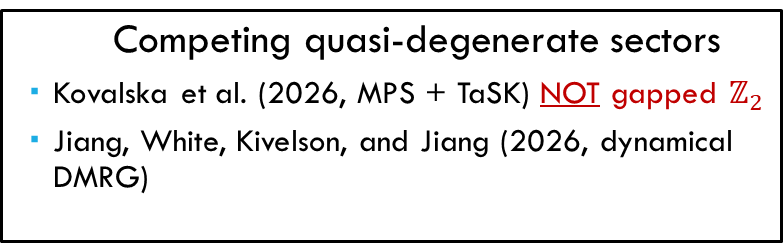 Competing quasi-degenerate sectors
▪ Kovalska et al. (2026, MPS + TaSK) NOT gapped ℤ₂
▪ Jiang, White, Kivelson, and Jiang (2026, dynamical
DMRG)